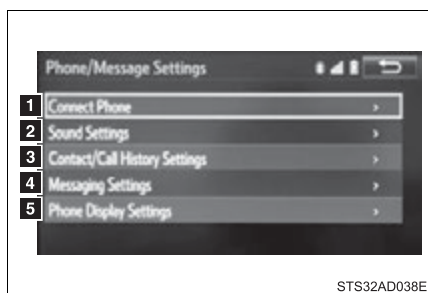 Phone/Message Settings
1 Connect Phone
2 Sound Settings
3 Contact/Call History Settings
4 Messaging Settings
5 Phone Display Settings
STS32AD038E